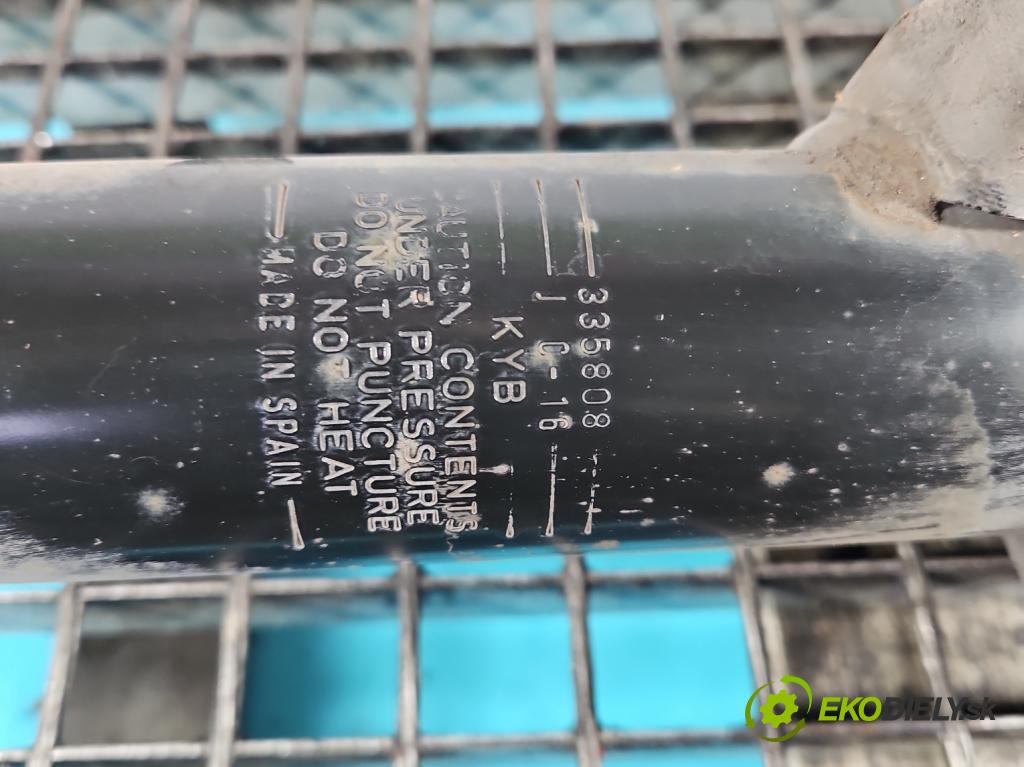 335808
J C-16
KYB
CAUTION CONTENTS
UNDER PRESSURE
DO NOT PUNCTURE
DO NOT HEAT
MADE IN SPAIN
EKODIELY.SK